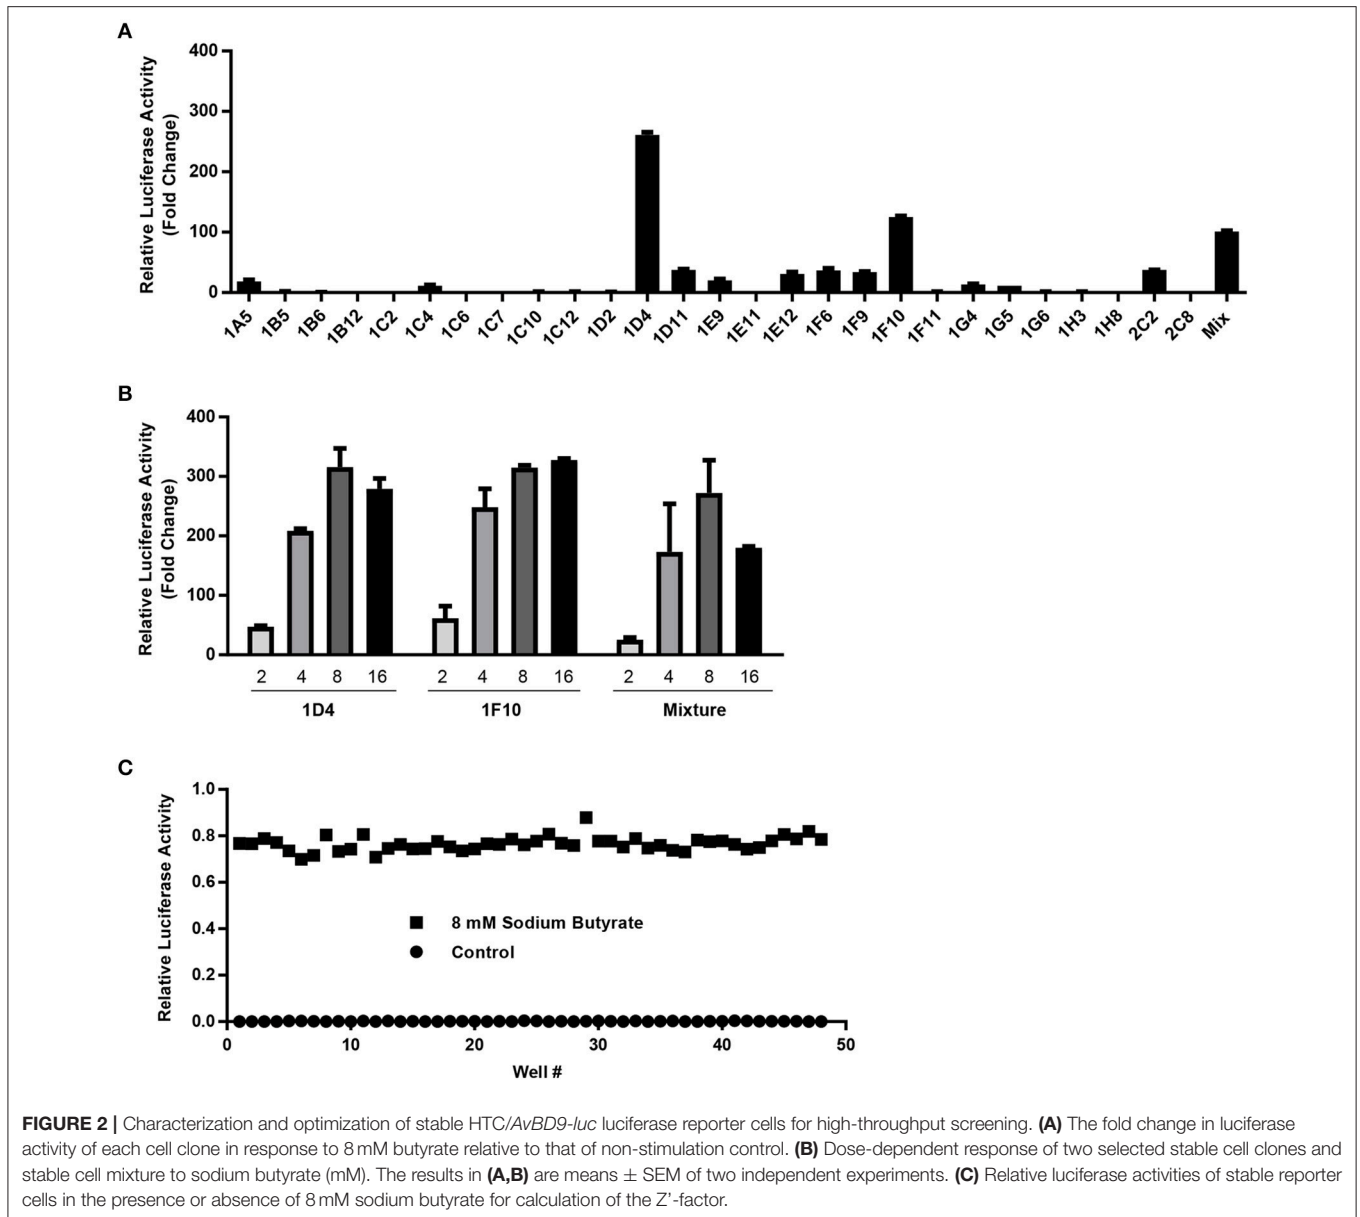 A
400
300
200
100
0
Relative Luciferase Activity
(Fold Change)
1A5 1B5 1B6 1B12 1C2 1C4 1C6 1C7 1C10 1C12 1D2 1D4 1D11 1E9 1E11 1E12 1F6 1F9 1F10 1F11 1G4 1G5 1G6 1H3 1H8 2C2 2C8 Mix
B
400
300
200
100
0
Relative Luciferase Activity
(Fold Change)
2 4 8 16 2 4 8 16 2 4 8 16
1D4 1F10 Mixture
C
1.0
0.8
0.6
0.4
0.2
0.0
Relative Luciferase Activity
8 mM Sodium Butyrate
Control
0 10 20 30 40 50
Well #
FIGURE 2 | Characterization and optimization of stable HTC/AvBD9-luc luciferase reporter cells for high-throughput screening. (A) The fold change in luciferase
activity of each cell clone in response to 8 mM butyrate relative to that of non-stimulation control. (B) Dose-dependent response of two selected stable cell clones and
stable cell mixture to sodium butyrate (mM). The results in (A,B) are means ± SEM of two independent experiments. (C) Relative luciferase activities of stable reporter
cells in the presence or absence of 8 mM sodium butyrate for calculation of the Z'-factor.